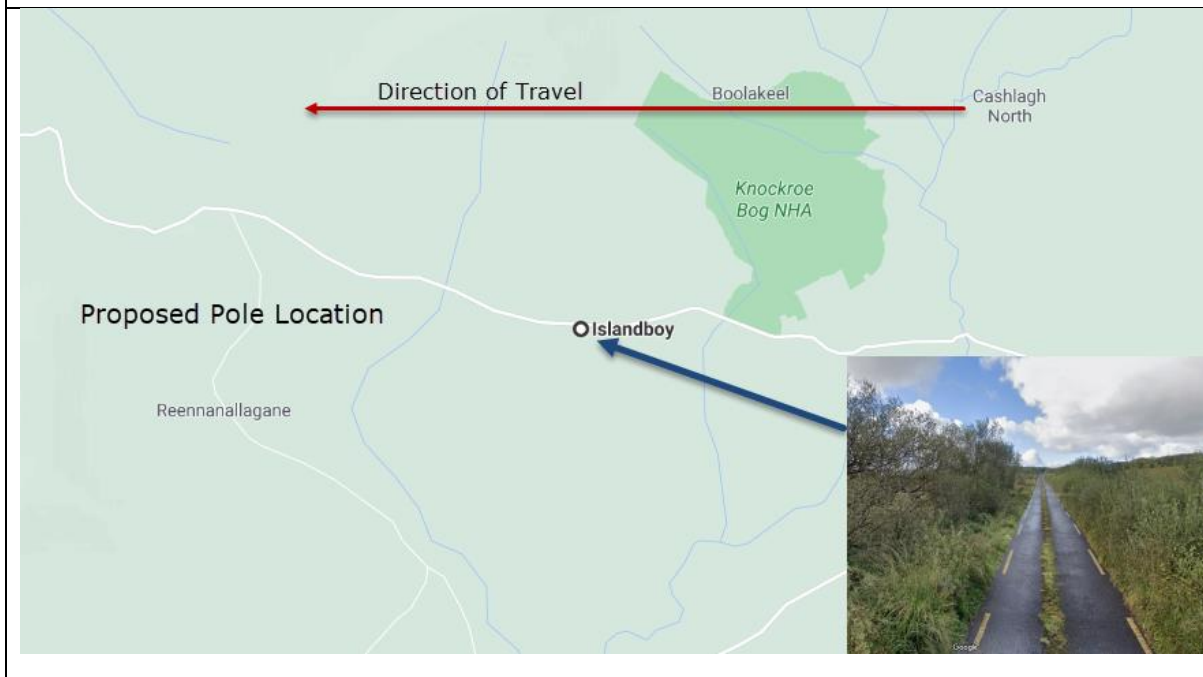 Direction of Travel
Boolakeel
Cashlagh
North
Knockroe
Bog NHA
Proposed Pole Location
Islandboy
Reennanallagane
Google